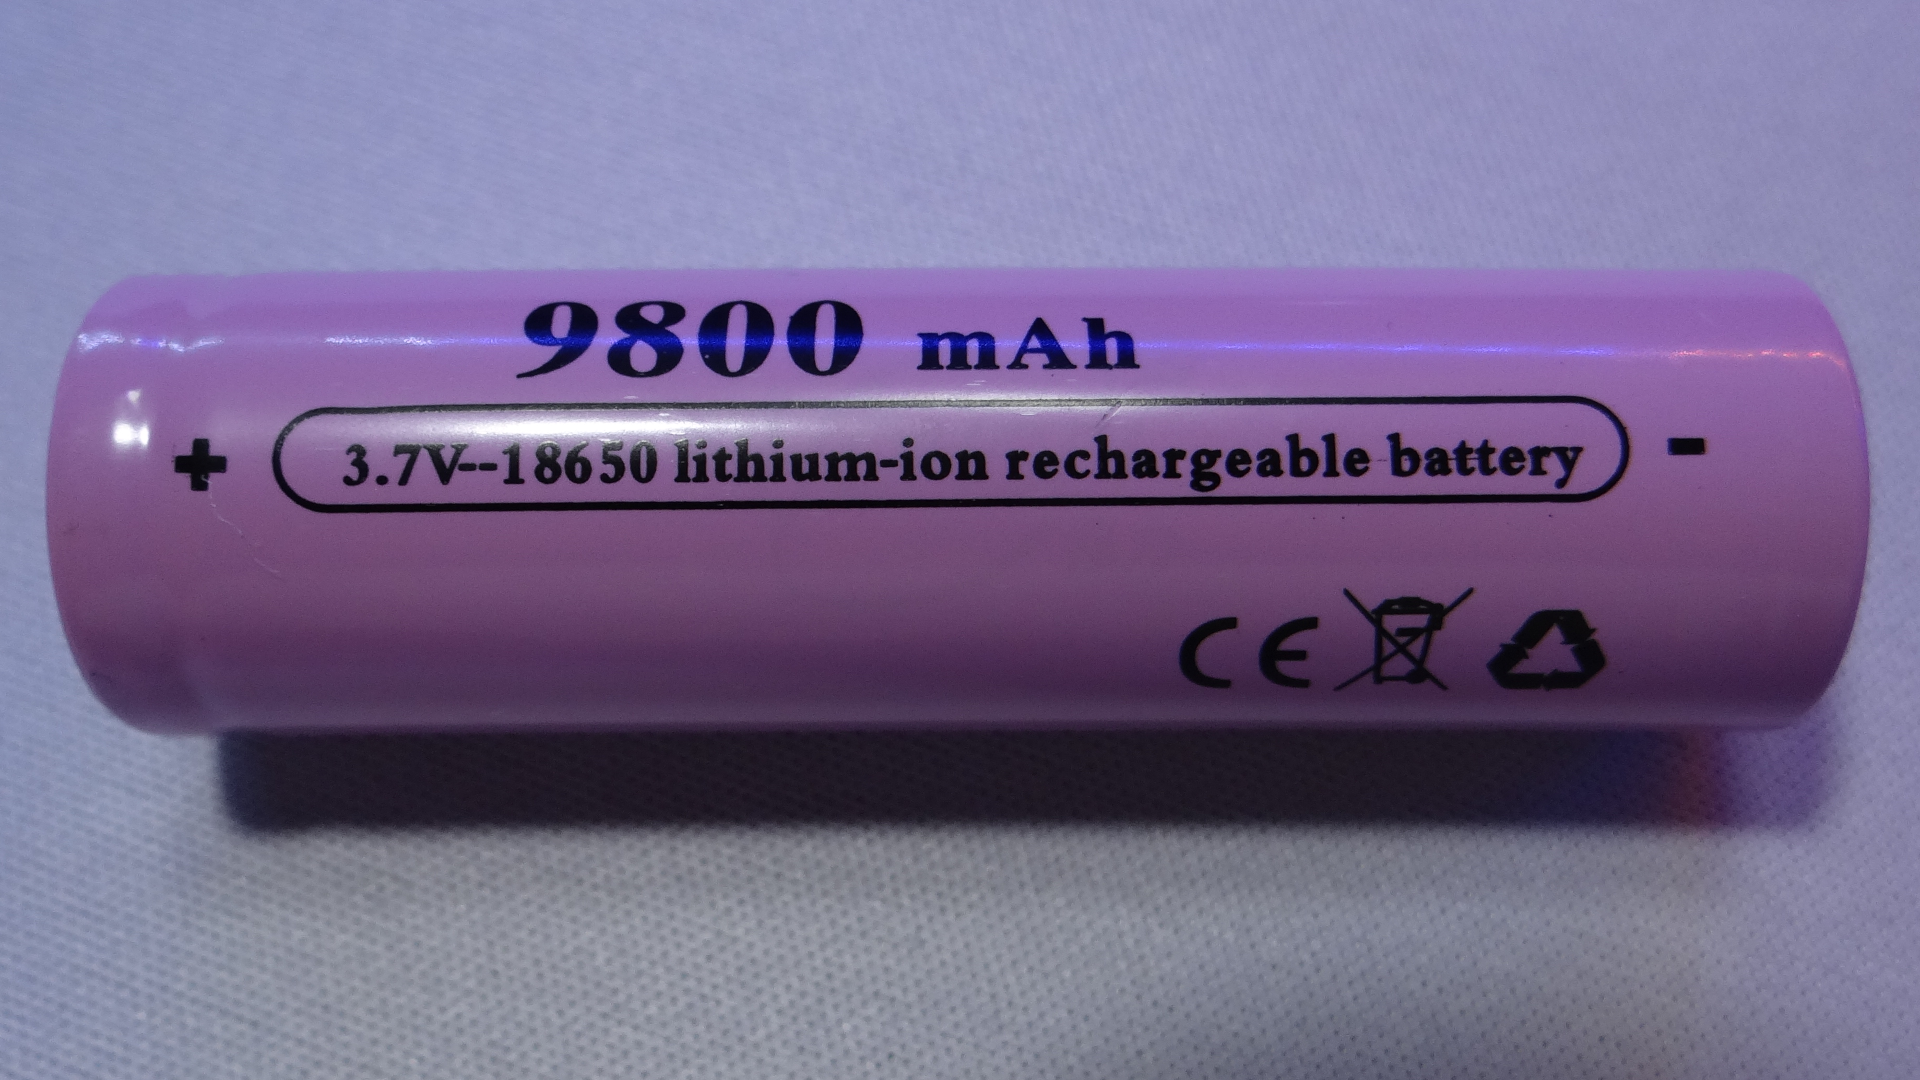 9800 mAh
+ 3.7V--18650 lithium-ion rechargeable battery -
CE